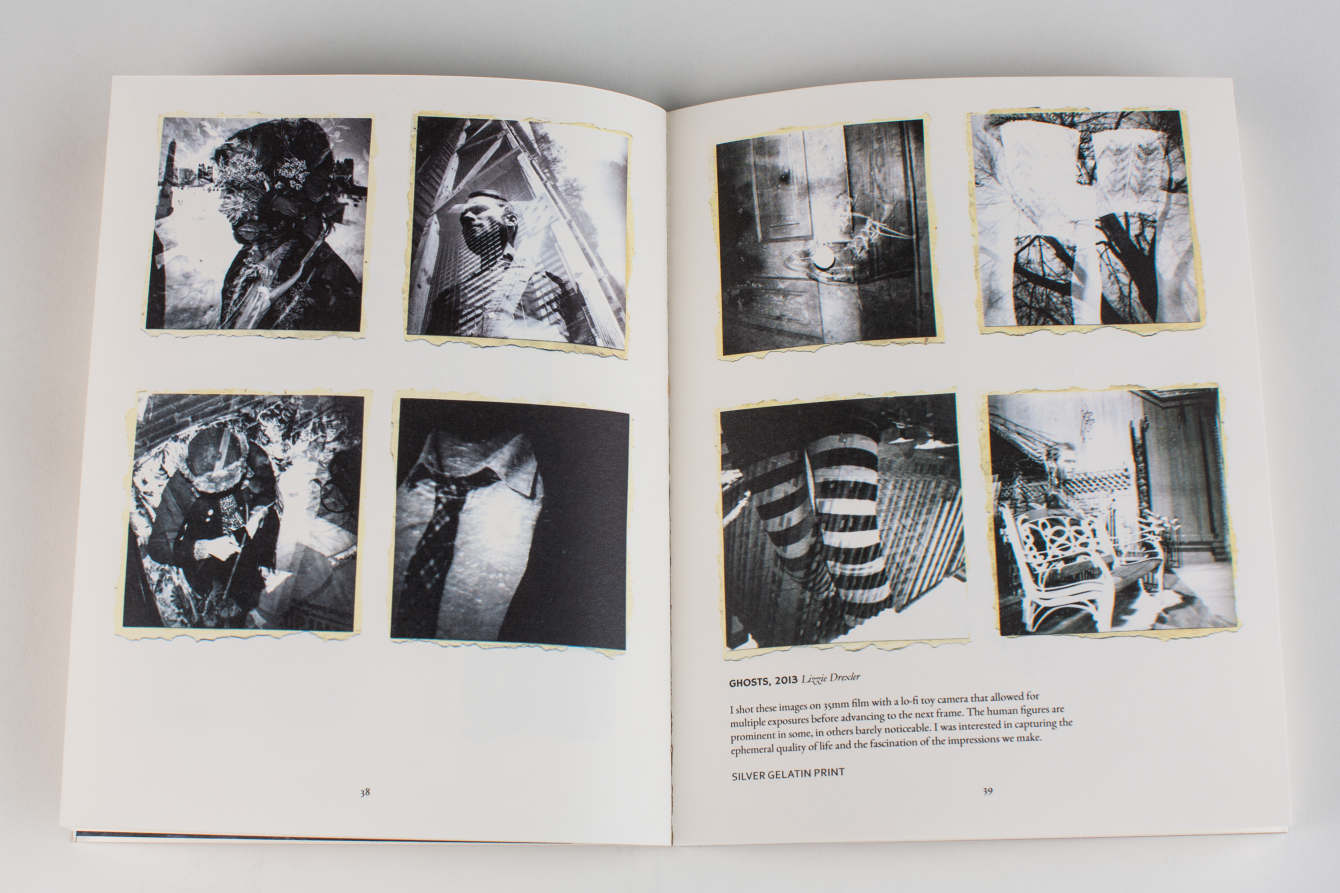 38
GHOSTS, 2013 Lizzie Drexler
I shot these images on 35mm film with a lo-fi toy camera that allowed for
multiple exposures before advancing to the next frame. The human figures are
prominent in some, in others barely noticeable. I was interested in capturing the
ephemeral quality of life and the fascination of the impressions we make.
SILVER GELATIN PRINT
39